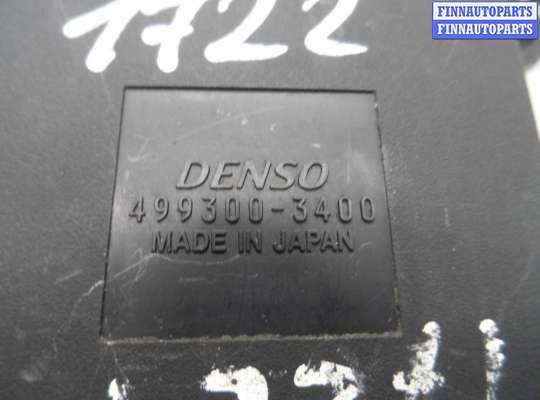 FINNAUTOPARTS
FINNAUTOPARTS
1722
DENSO
499300-3400
MADE IN JAPAN